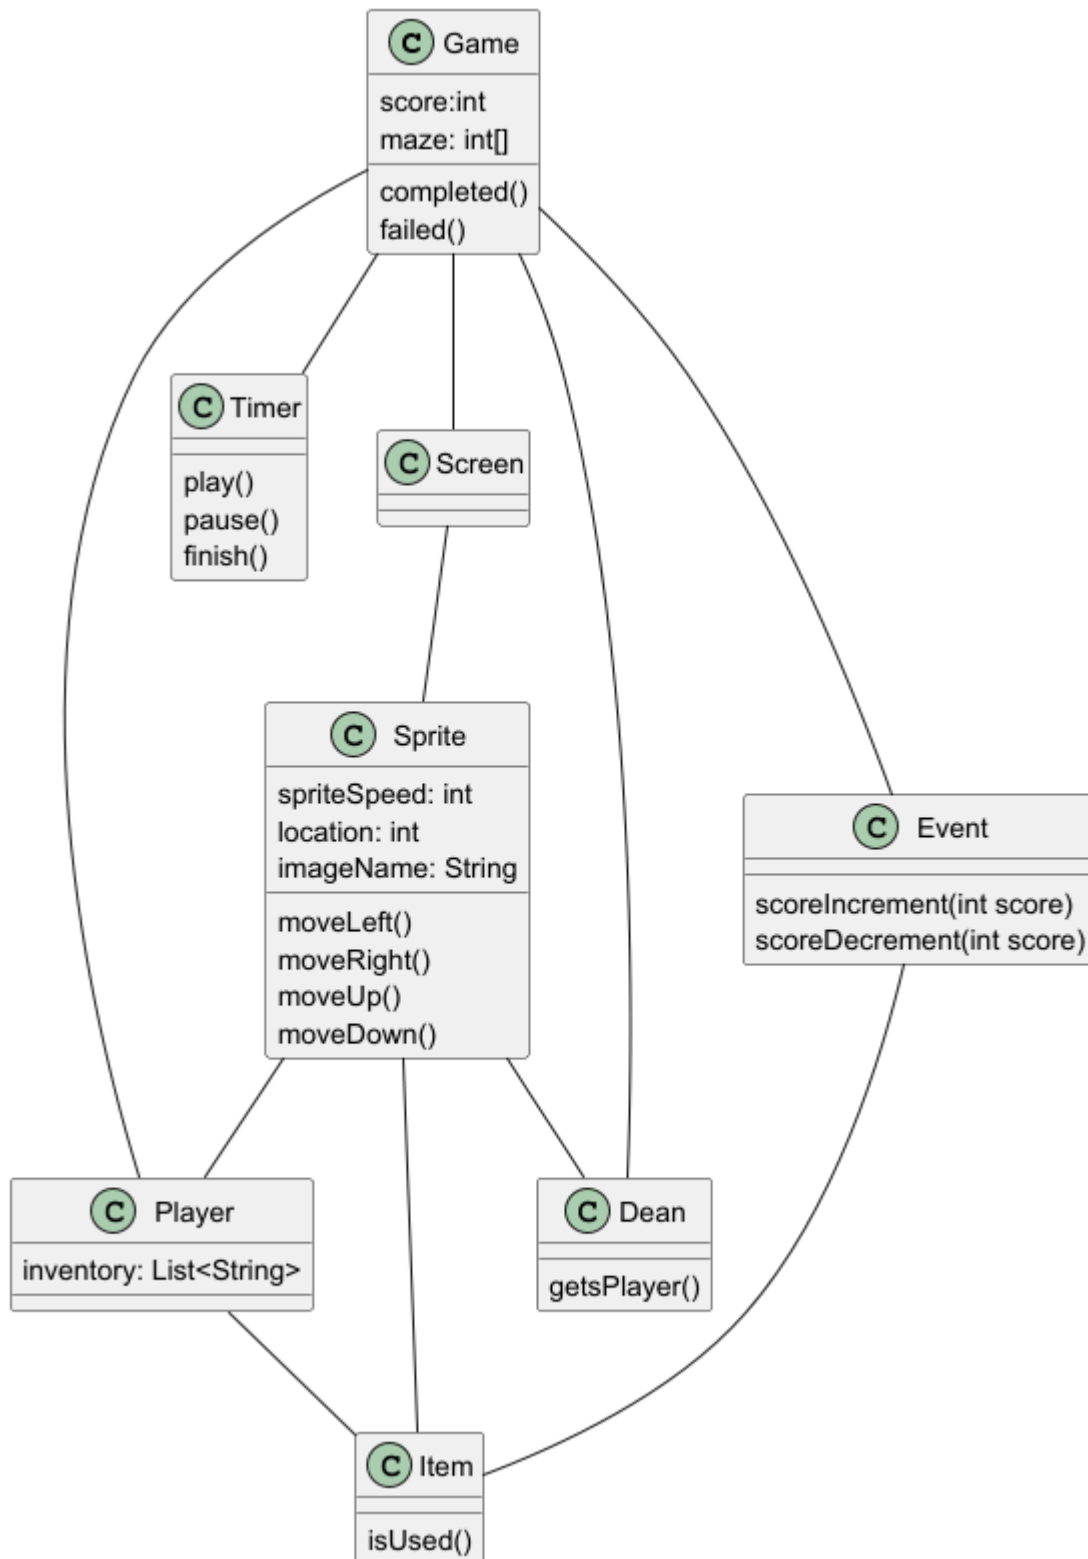 C Game
score:int
maze: int[]
completed()
failed()
C Timer
play()
pause()
finish()
C Screen
C Sprite
spriteSpeed: int
location: int
imageName: String
moveLeft()
moveRight()
moveUp()
moveDown()
C Event
scoreIncrement(int score)
scoreDecrement(int score)
C Player
inventory: List<String>
C Dean
getsPlayer()
C Item
isUsed()